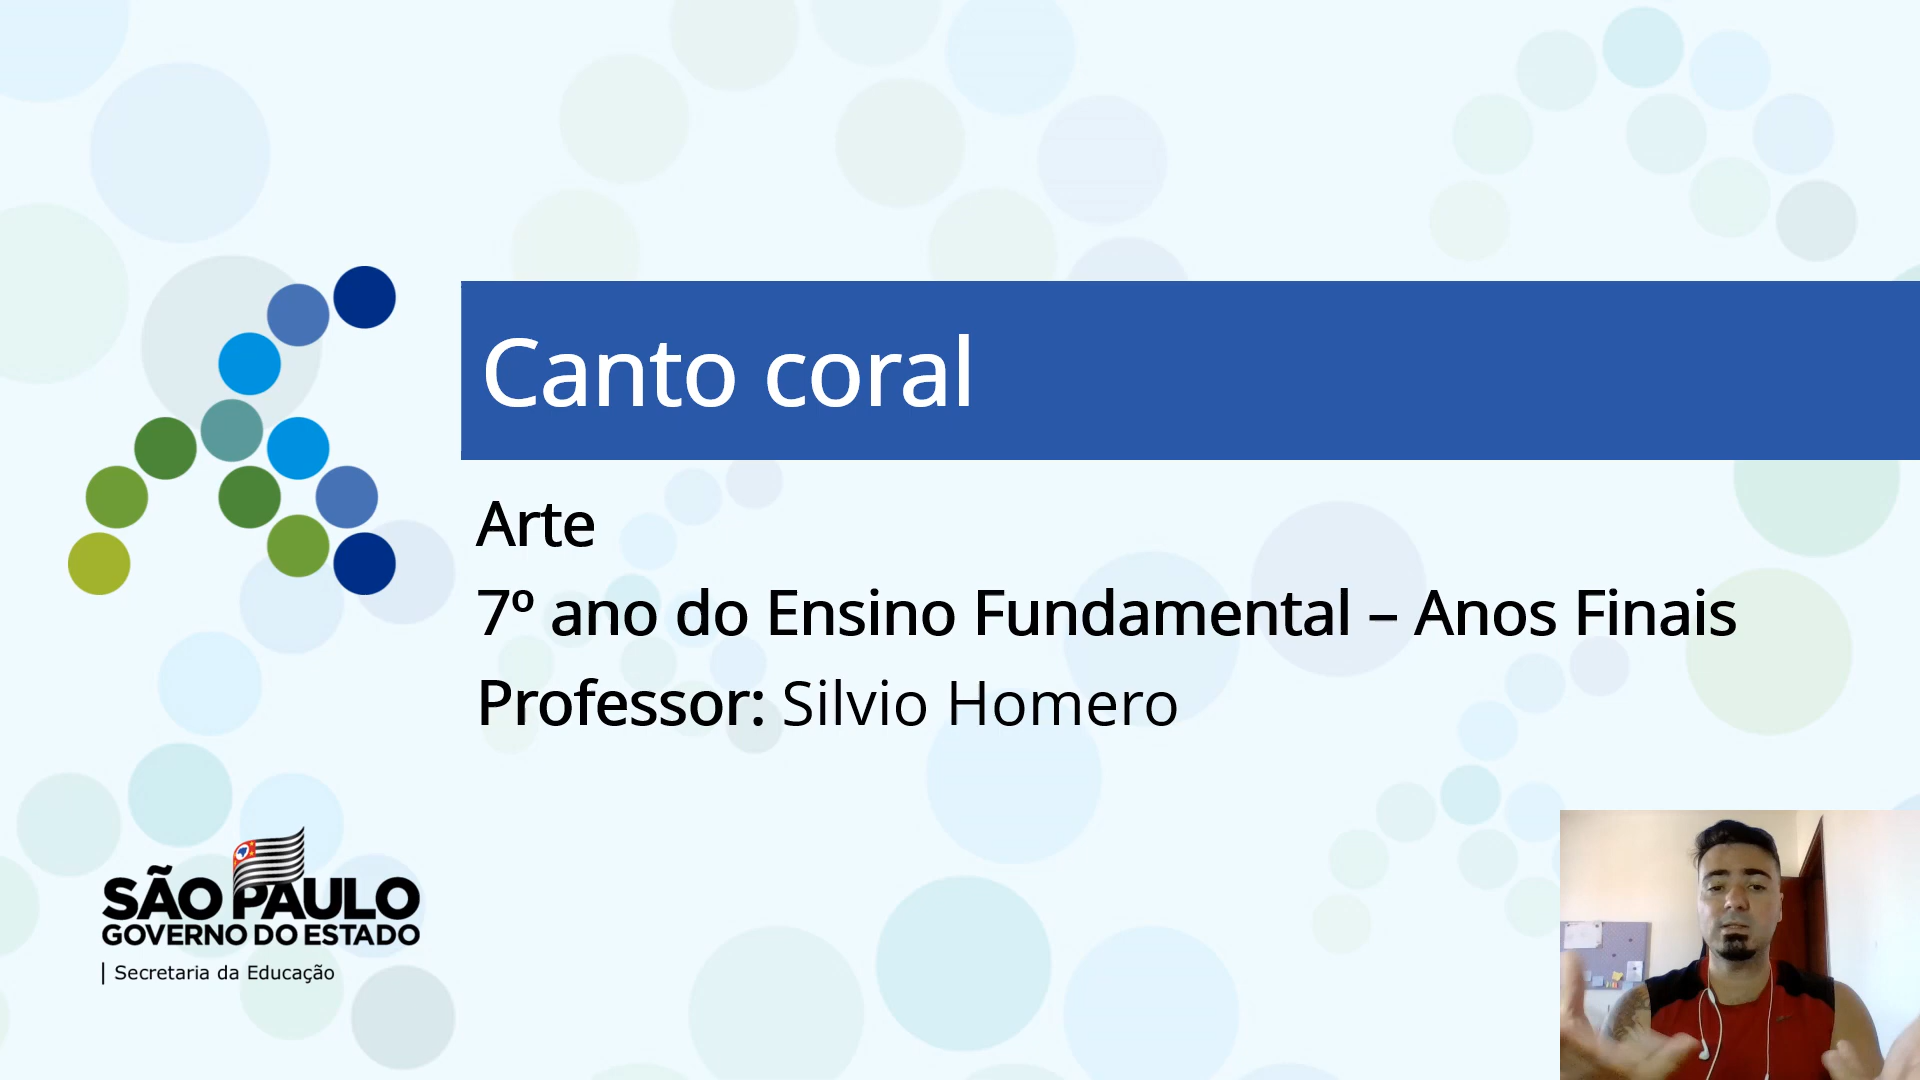 Canto coral
Arte
7º ano do Ensino Fundamental – Anos Finais
Professor: Silvio Homero
SÃO PAULO
GOVERNO DO ESTADO
Secretaria da Educação